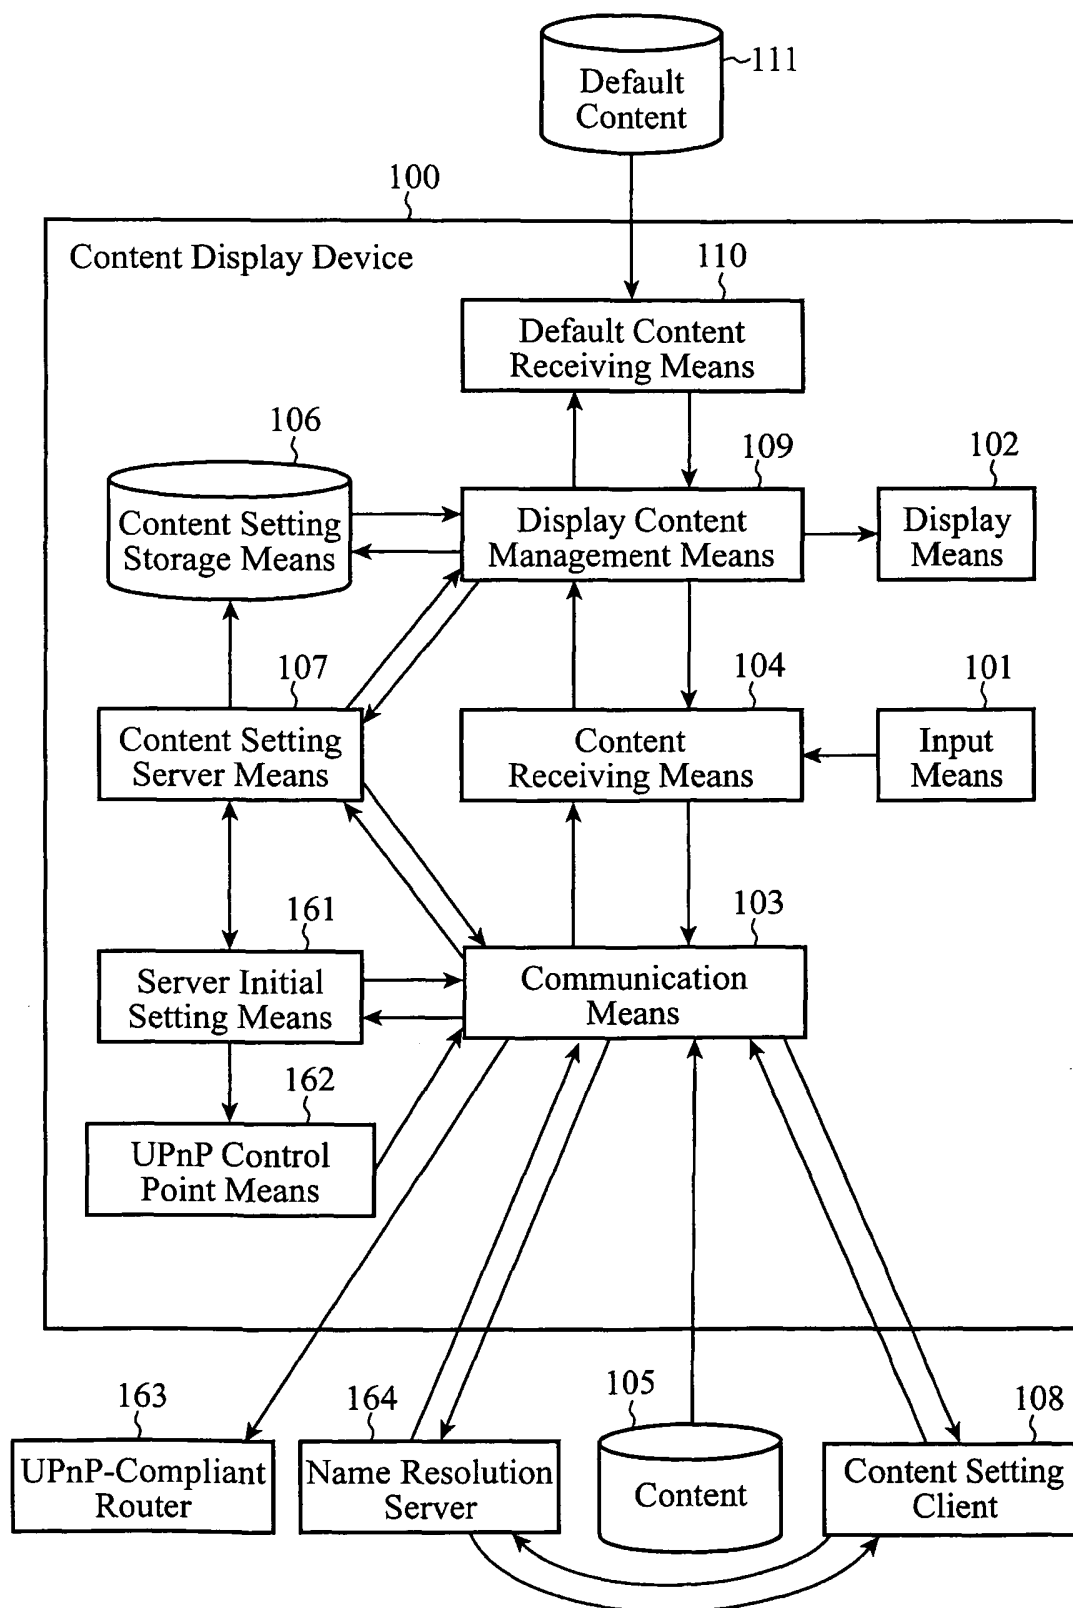 111
Default
Content
100
Content Display Device
110
Default Content
Receiving Means
106
109
102
Content Setting
Storage Means
Display Content
Management Means
Display
Means
107
104
101
Content Setting
Server Means
Content
Receiving Means
Input
Means
161
103
Server Initial
Setting Means
Communication
Means
162
UPnP Control
Point Means
163
164
105
108
UPnP-Compliant
Router
Name Resolution
Server
Content
Content Setting
Client